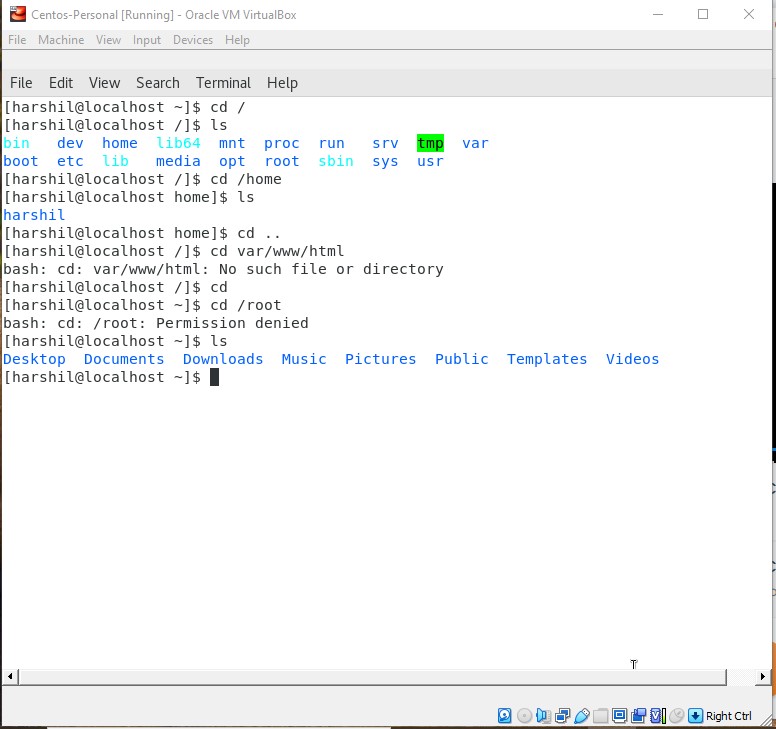 Centos-Personal [Running] - Oracle VM VirtualBox
File Machine View Input Devices Help
File Edit View Search Terminal Help
[harshil@localhost ~]$ cd /
[harshil@localhost /]$ ls
bin dev home lib64 mnt proc run srv tmp var
boot etc lib media opt root sbin sys usr
[harshil@localhost /]$ cd /home
[harshil@localhost home]$ ls
harshil
[harshil@localhost home]$ cd ..
[harshil@localhost /]$ cd var/www/html
bash: cd: var/www/html: No such file or directory
[harshil@localhost /]$ cd
[harshil@localhost ~]$ cd /root
bash: cd: /root: Permission denied
[harshil@localhost ~]$ ls
Desktop Documents Downloads Music Pictures Public Templates Videos
[harshil@localhost ~]$
Right Ctrl